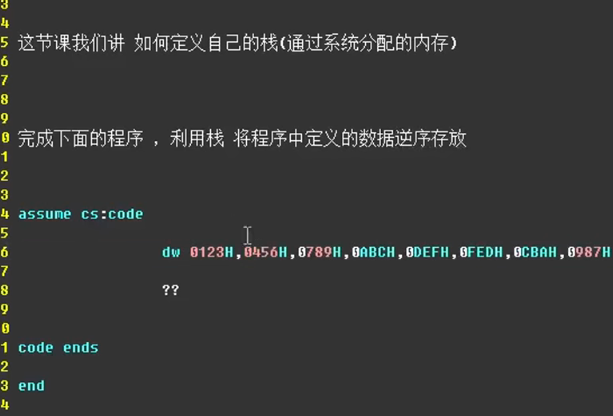 3
4
5 这节课我们讲 如何定义自己的栈(通过系统分配的内存)
6
7
8
9
0 完成下面的程序 , 利用栈 将程序中定义的数据逆序存放
1
2
3
4 assume cs:code
5
6 dw 0123H,0456H,0789H,0ABCH,0DEFH,0FEDH,0CBAH,0987H
7
8 ??
9
0
1 code ends
2
3 end
4